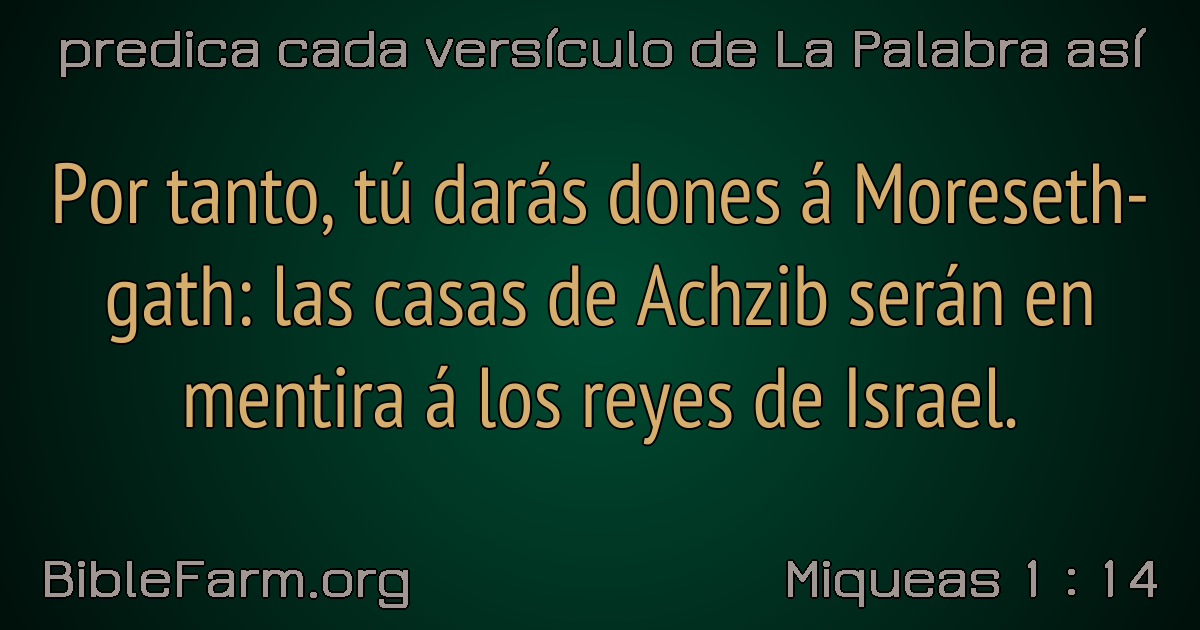 predica cada versículo de La Palabra así
Por tanto, tú darás dones á Moreseth-
gath: las casas de Achzib serán en
mentira á los reyes de Israel.
BibleFarm.org
Miqueas 1 : 14